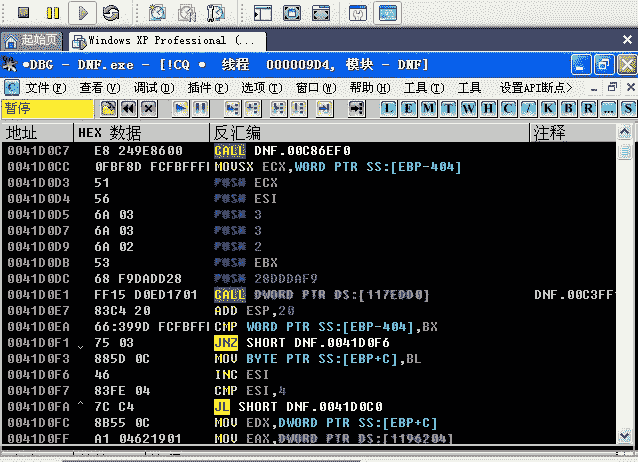 起始页 Windows XP Professional (...
●DBG - DNF.exe - [!CQ ● 线程 000009D4, 模块 - DNF]
文件(F) 查看(V) 调试(D) 插件(P) 选项(T) 窗口(W) 帮助(H) 工具(T) 工具 设置API断点>
暂停 L E M T W H C / K B R ... S
地址 HEX 数据 反汇编 注释
0041D0C7 E8 249E8600 CALL DNF.00C86EF0
0041D0CC 0FBF8D FCFBFFFI MOVSX ECX,WORD PTR SS:[EBP-404]
0041D0D3 51 PUSH ECX
0041D0D4 56 PUSH ESI
0041D0D5 6A 03 PUSH 3
0041D0D7 6A 03 PUSH 3
0041D0D9 6A 02 PUSH 2
0041D0DB 53 PUSH EBX
0041D0DC 68 F9DADD28 PUSH 28DDDAF9
0041D0E1 FF15 D0ED1701 CALL DWORD PTR DS:[117EDD0] DNF.00C3FF
0041D0E7 83C4 20 ADD ESP,20
0041D0EA 66:399D FCFBFFI CMP WORD PTR SS:[EBP-404],BX
0041D0F1 75 03 JNZ SHORT DNF.0041D0F6
0041D0F3 885D 0C MOV BYTE PTR SS:[EBP+C],BL
0041D0F6 46 INC ESI
0041D0F7 83FE 04 CMP ESI,4
0041D0FA ^ 7C C4 JL SHORT DNF.0041D0C0
0041D0FC 8B55 0C MOV EDX,DWORD PTR SS:[EBP+C]
0041D0FF A1 04621901 MOV EAX,DWORD PTR DS:[1196204]